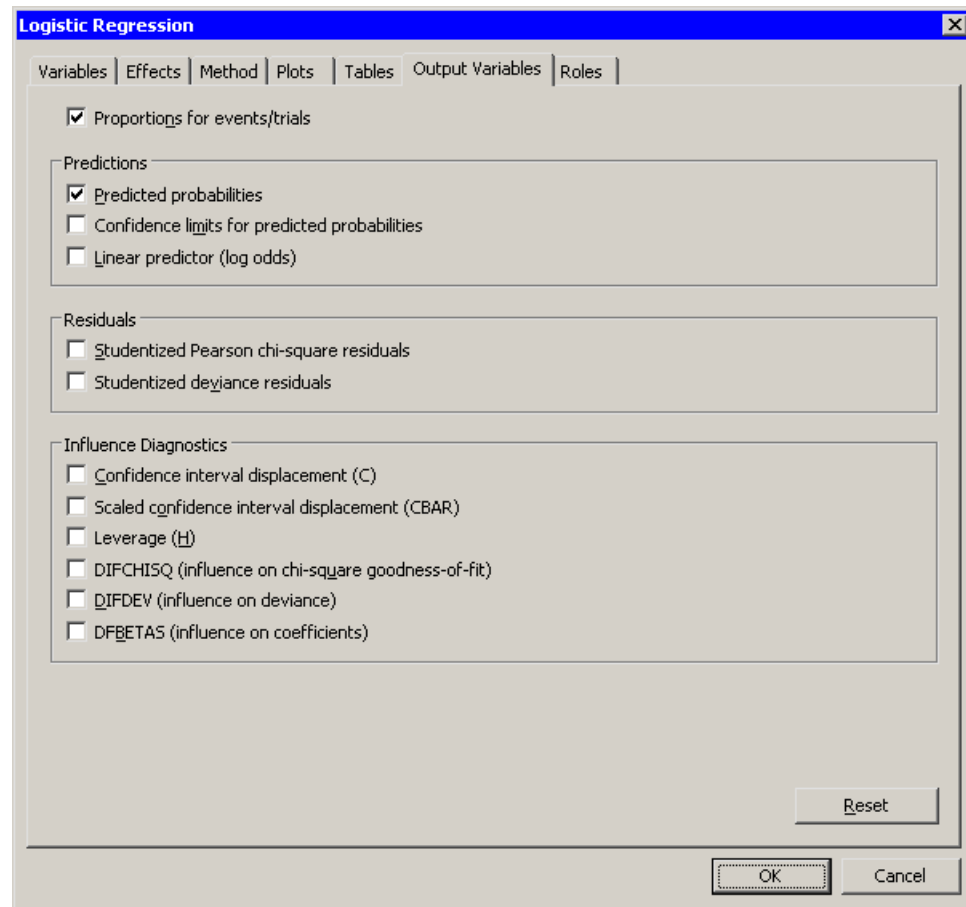 Logistic Regression
Variables Effects Method Plots Tables Output Variables Roles
Proportions for events/trials
Predictions
Predicted probabilities
Confidence limits for predicted probabilities
Linear predictor (log odds)
Residuals
Studentized Pearson chi-square residuals
Studentized deviance residuals
Influence Diagnostics
Confidence interval displacement (C)
Scaled confidence interval displacement (CBAR)
Leverage (H)
DIFCHISQ (influence on chi-square goodness-of-fit)
DIFDEV (influence on deviance)
DFBETAS (influence on coefficients)
Reset
OK Cancel